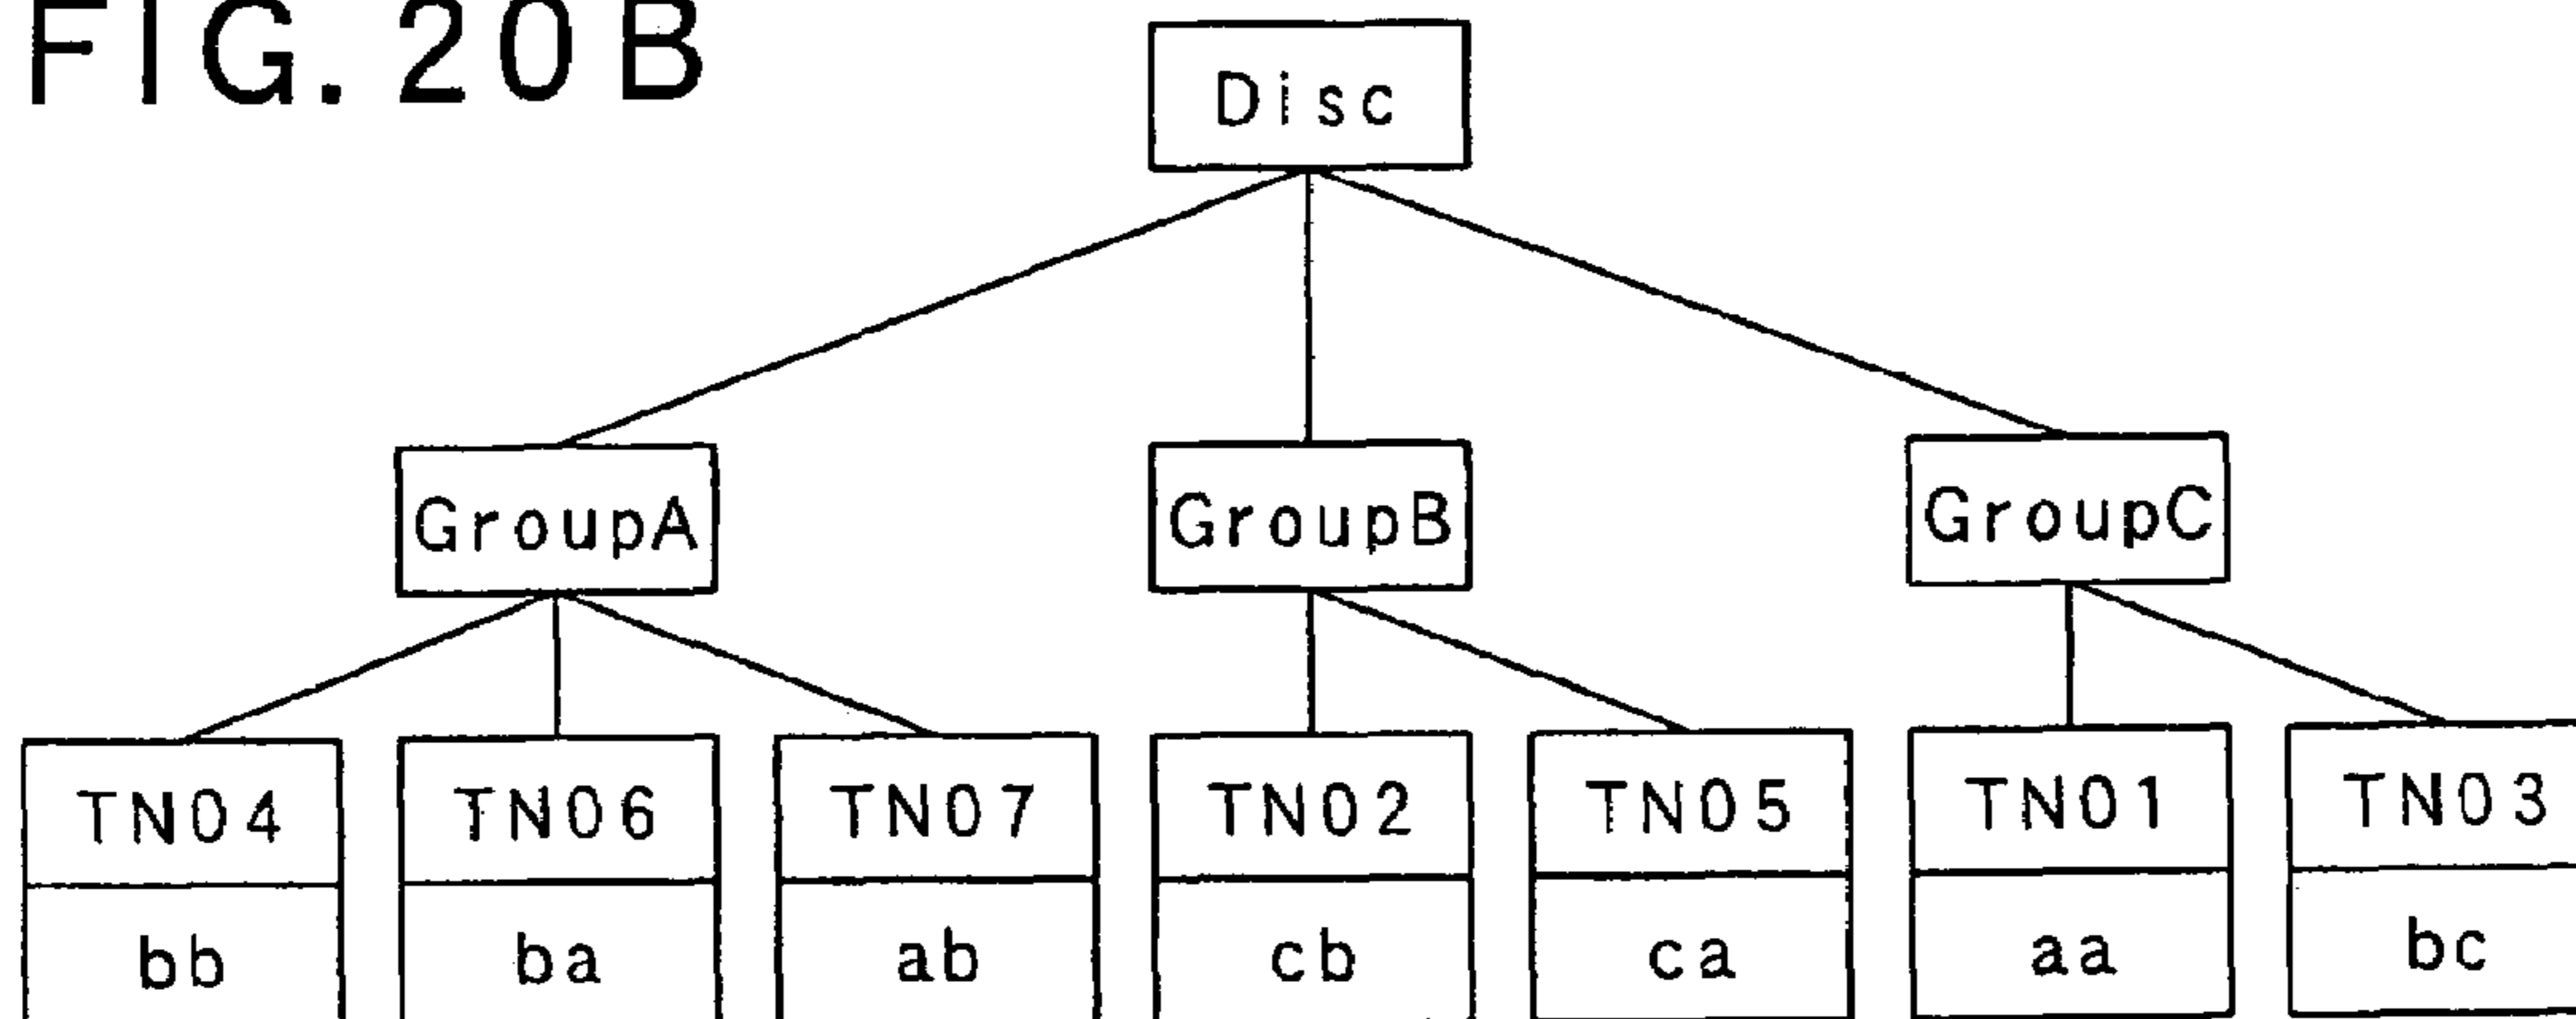 FIG. 20B
Disc
GroupA GroupB GroupC
TN04 TN06 TN07 TN02 TN05 TN01 TN03
bb ba ab cb ca aa bc